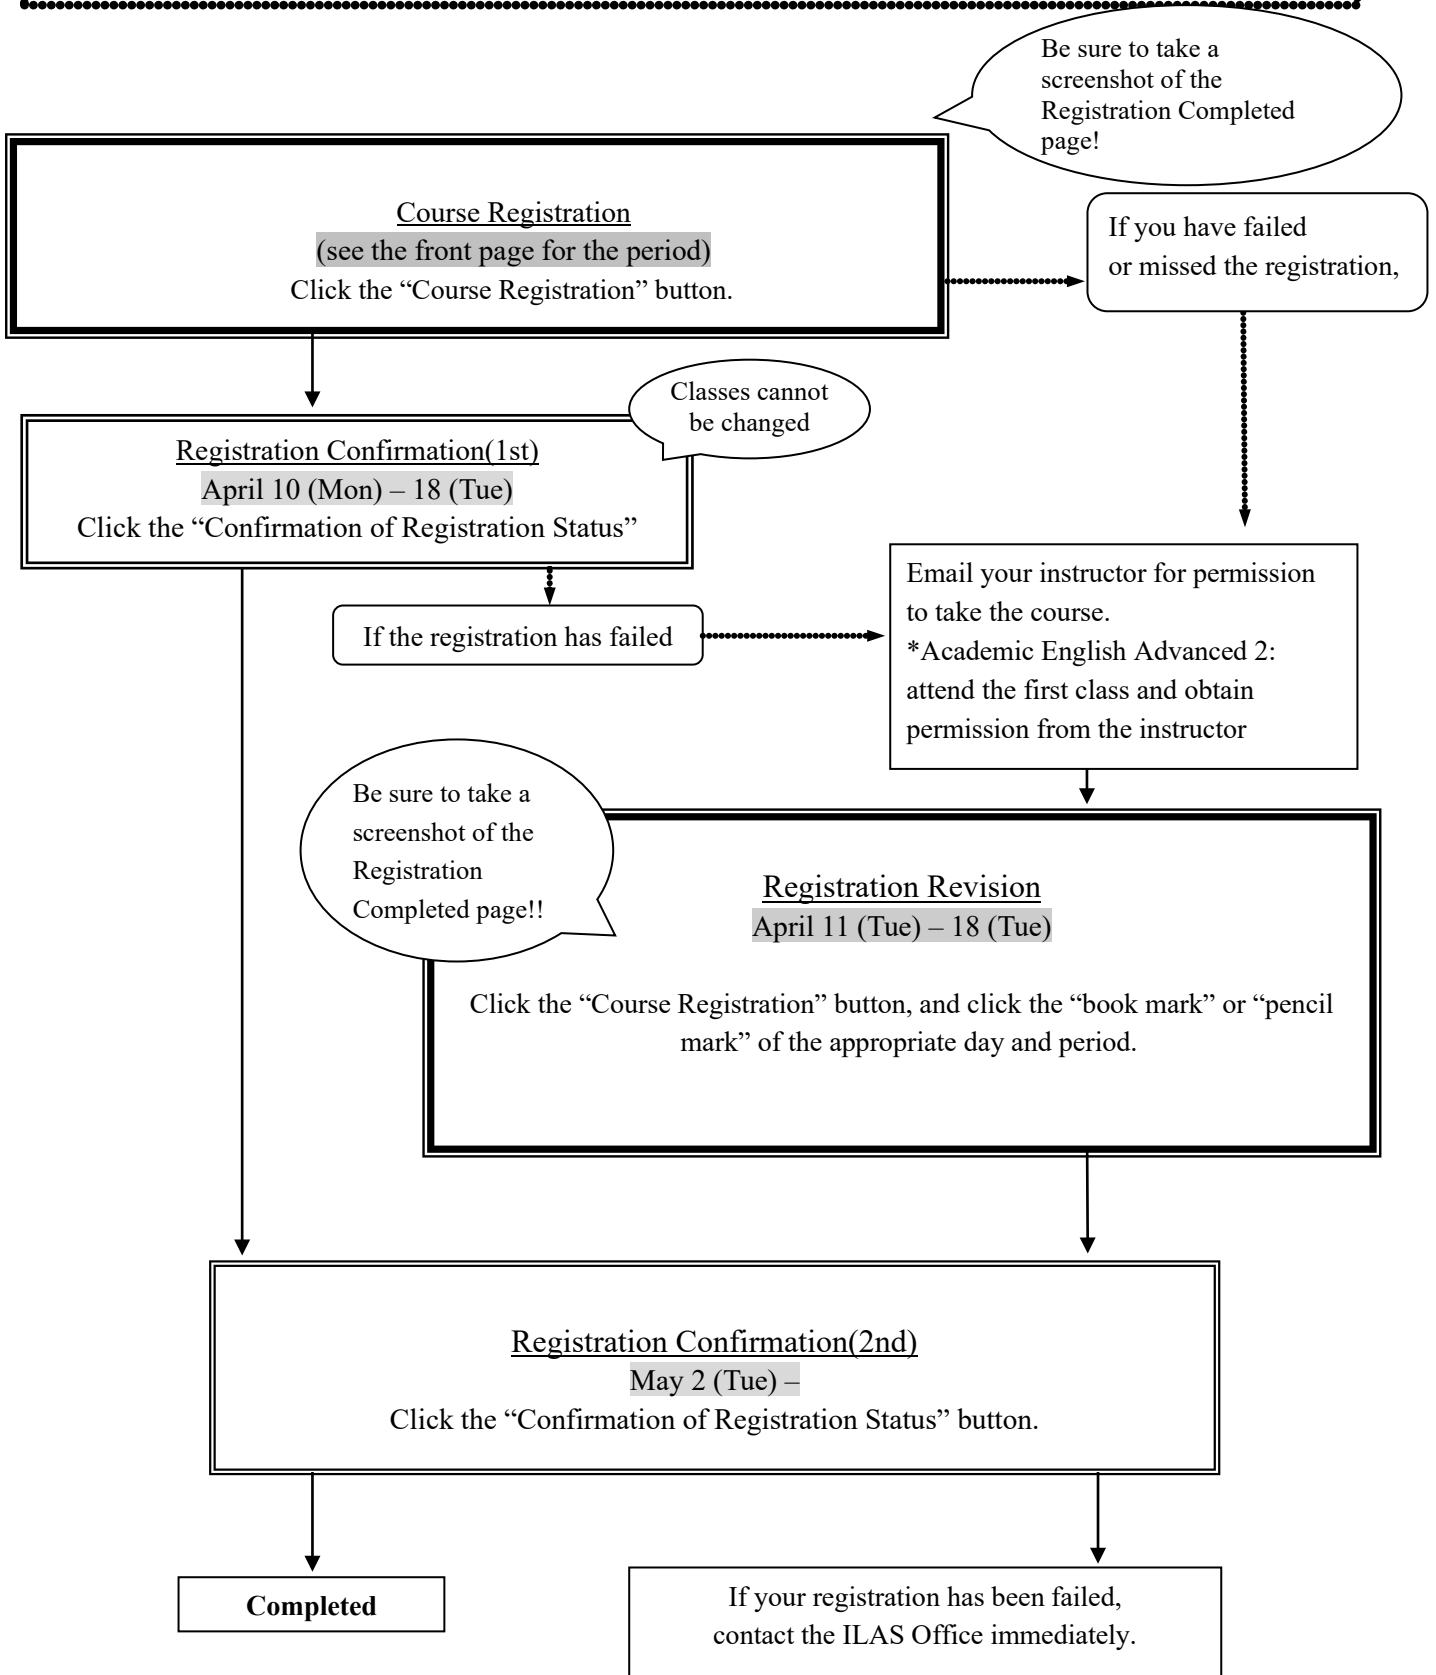 Be sure to take a
screenshot of the
Registration Completed
page!
Course Registration
(see the front page for the period)
Click the “Course Registration” button.
If you have failed
or missed the registration,
Classes cannot
be changed
Registration Confirmation(1st)
April 10 (Mon) – 18 (Tue)
Click the “Confirmation of Registration Status”
If the registration has failed
Email your instructor for permission
to take the course.
*Academic English Advanced 2:
attend the first class and obtain
permission from the instructor
Be sure to take a
screenshot of the
Registration
Completed page!!
Registration Revision
April 11 (Tue) – 18 (Tue)
Click the “Course Registration” button, and click the “book mark” or “pencil
mark” of the appropriate day and period.
Registration Confirmation(2nd)
May 2 (Tue) –
Click the “Confirmation of Registration Status” button.
Completed
If your registration has been failed,
contact the ILAS Office immediately.